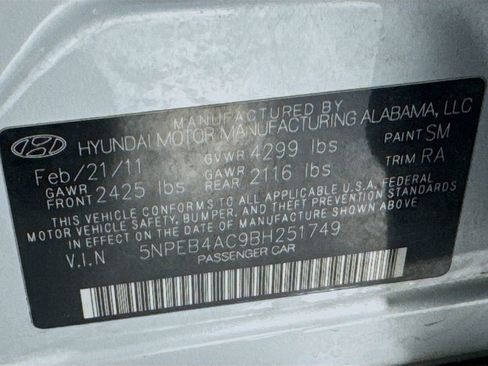 MANUFACTURED BY
HYUNDAI MOTOR MANUFACTURING ALABAMA, LLC
Feb/21/11 GVWR 4299 lbs PAINT SM
GAWR FRONT 2425 lbs GAWR REAR 2116 lbs TRIM RA
THIS VEHICLE CONFORMS TO ALL APPLICABLE U.S.A. FEDERAL
MOTOR VEHICLE SAFETY, BUMPER, AND THEFT PREVENTION STANDARDS
IN EFFECT ON THE DATE OF MANUFACTURE SHOWN ABOVE.
V.I.N 5NPEB4AC9BH251749
PASSENGER CAR